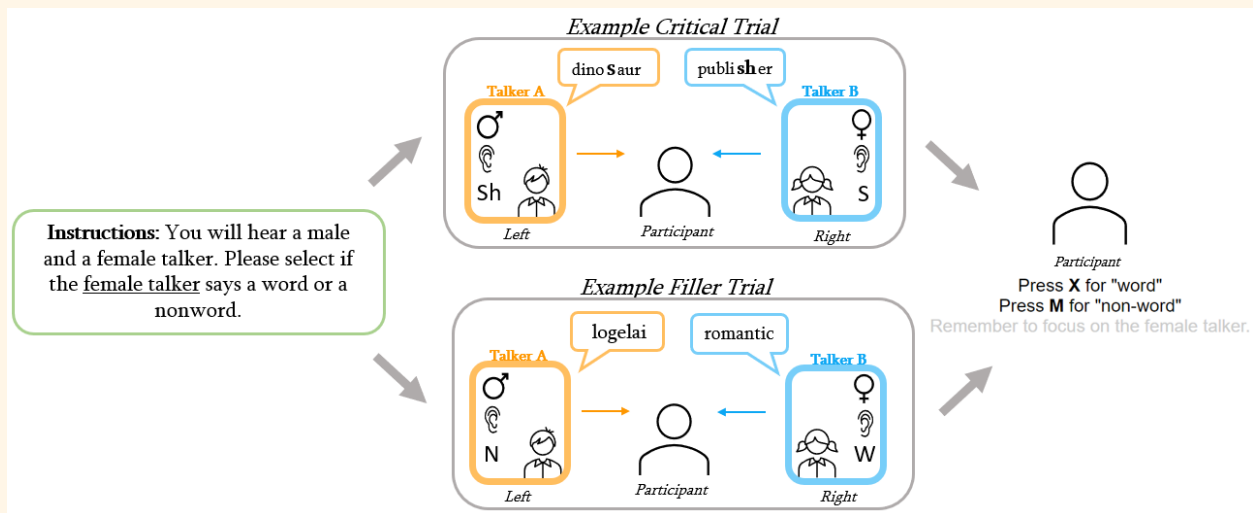 Example Critical Trial
dinosaur
publisher
Talker A
Talker B
Sh
S
Left
Participant
Right
Instructions: You will hear a male
and a female talker. Please select if
the female talker says a word or a
nonword.
Example Filler Trial
logelai
romantic
Talker A
Talker B
N
W
Left
Participant
Right
Participant
Press X for "word"
Press M for "non-word"
Remember to focus on the female talker.